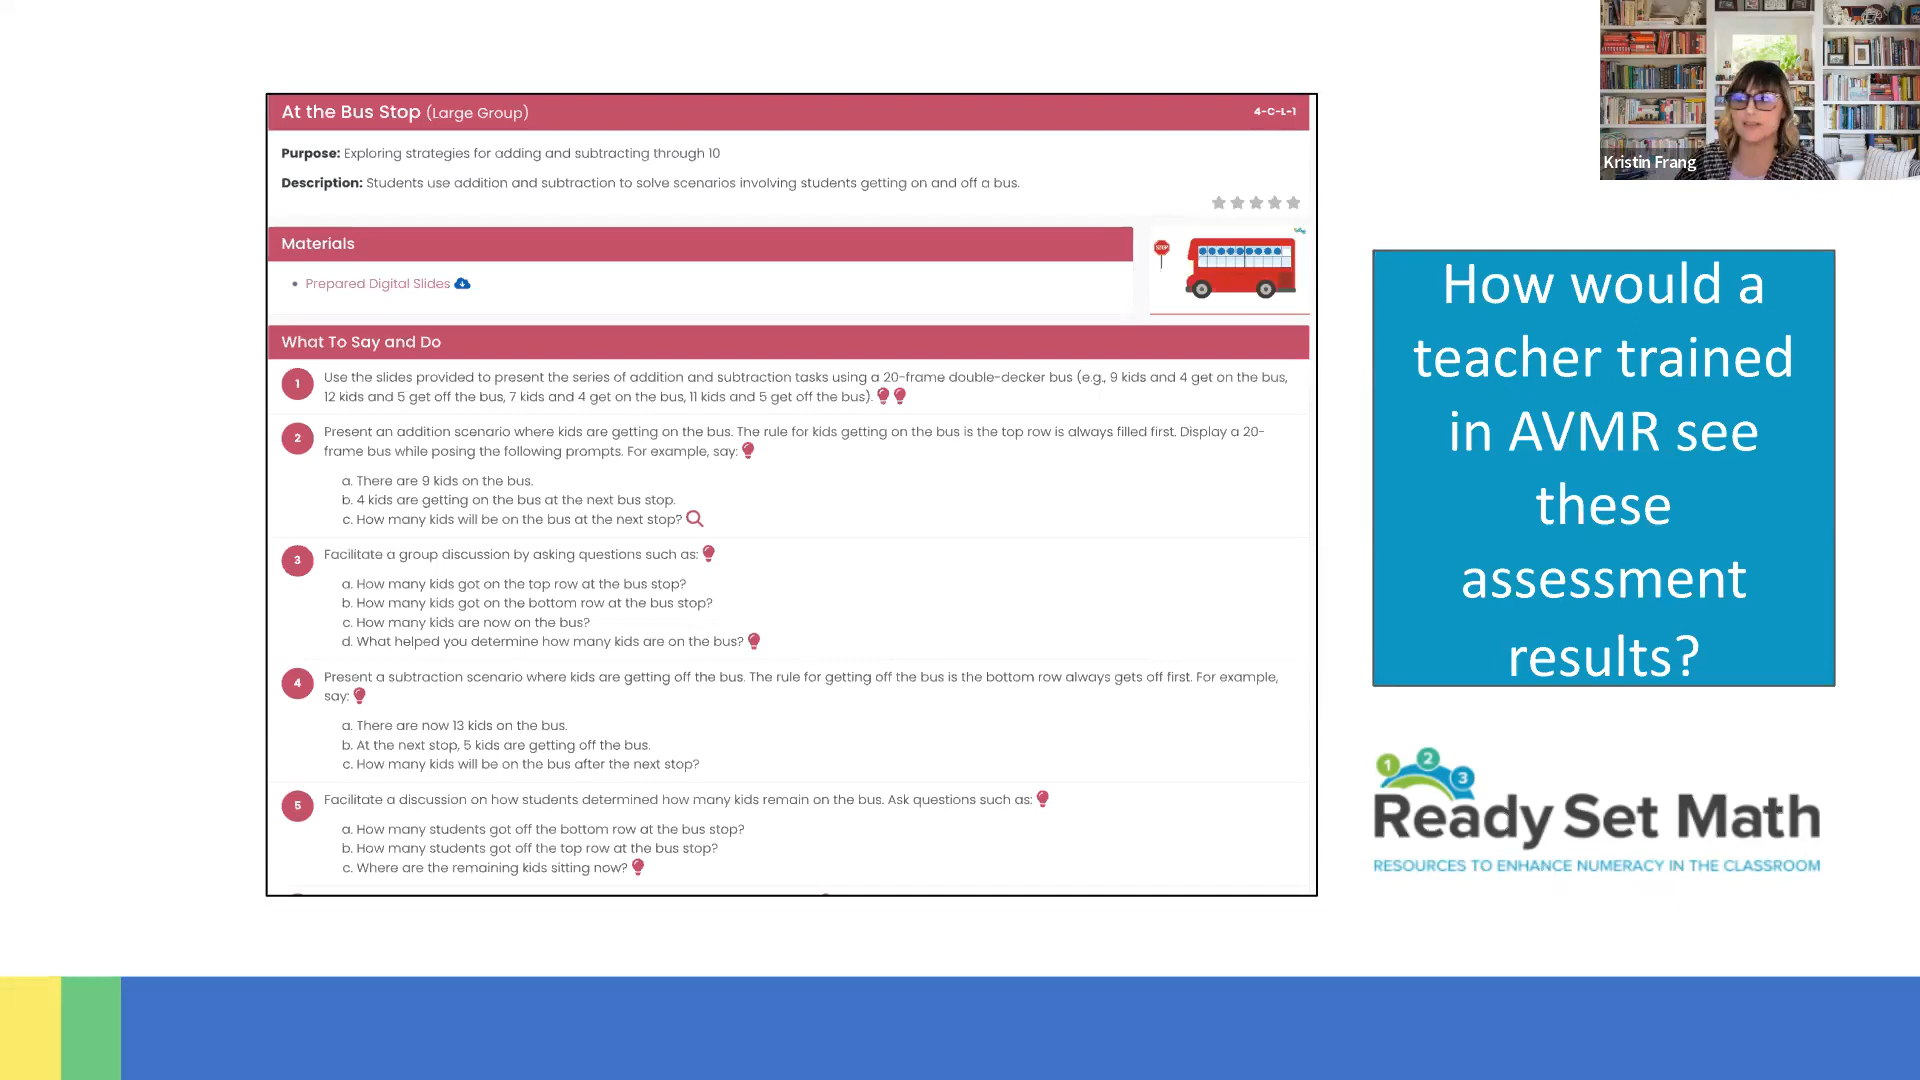 Kristin Frang
At the Bus Stop (Large Group)
4-C-L-1
Purpose: Exploring strategies for adding and subtracting through 10
Description: Students use addition and subtraction to solve scenarios involving students getting on and off a bus.
Materials
• Prepared Digital Slides
STOP
What To Say and Do
1
Use the slides provided to present the series of addition and subtraction tasks using a 20-frame double-decker bus (e.g., 9 kids and 4 get on the bus,
12 kids and 5 get off the bus, 7 kids and 4 get on the bus, 11 kids and 5 get off the bus).
2
Present an addition scenario where kids are getting on the bus. The rule for kids getting on the bus is the top row is always filled first. Display a 20-
frame bus while posing the following prompts. For example, say:
a. There are 9 kids on the bus.
b. 4 kids are getting on the bus at the next bus stop.
c. How many kids will be on the bus at the next stop?
3
Facilitate a group discussion by asking questions such as:
a. How many kids got on the top row at the bus stop?
b. How many kids got on the bottom row at the bus stop?
c. How many kids are now on the bus?
d. What helped you determine how many kids are on the bus?
4
Present a subtraction scenario where kids are getting off the bus. The rule for getting off the bus is the bottom row always gets off first. For example,
say:
a. There are now 13 kids on the bus.
b. At the next stop, 5 kids are getting off the bus.
c. How many kids will be on the bus after the next stop?
5
Facilitate a discussion on how students determined how many kids remain on the bus. Ask questions such as:
a. How many students got off the bottom row at the bus stop?
b. How many students got off the top row at the bus stop?
c. Where are the remaining kids sitting now?
How would a
teacher trained
in AVMR see
these
assessment
results?
1 2 3
Ready Set Math
RESOURCES TO ENHANCE NUMERACY IN THE CLASSROOM